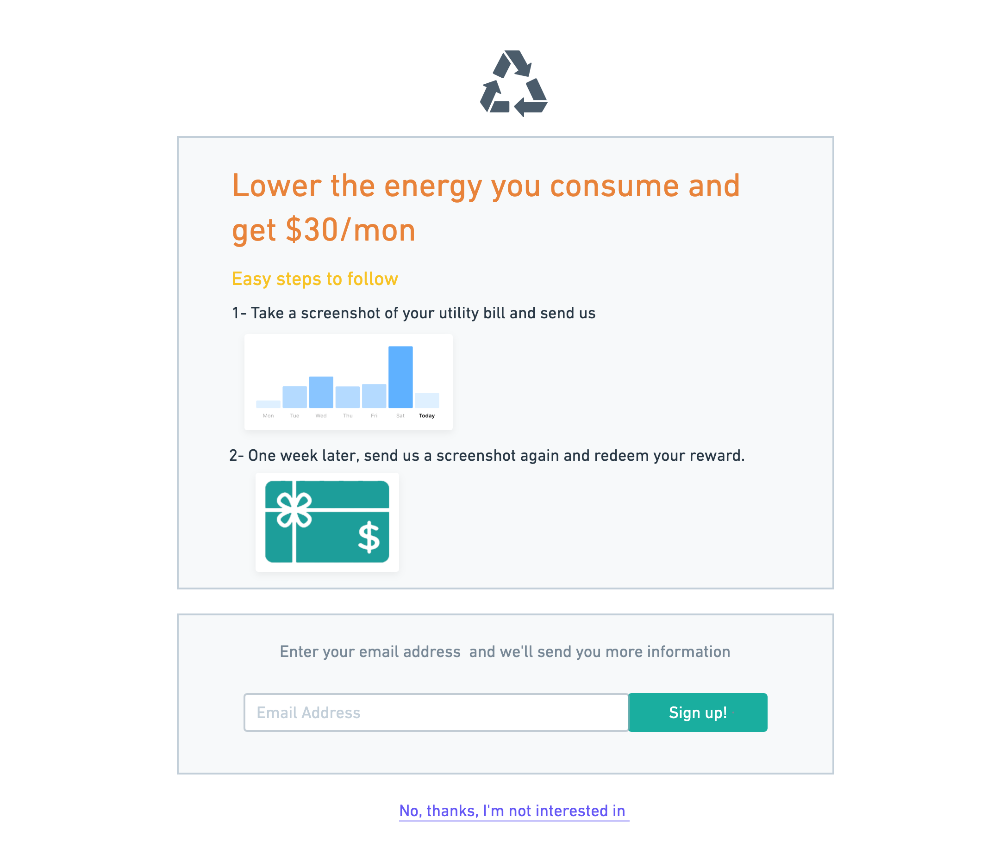 Lower the energy you consume and
get $30/mon
Easy steps to follow
1- Take a screenshot of your utility bill and send us
Mon Tue Wed Thu Fri Sat Today
2- One week later, send us a screenshot again and redeem your reward.
$
Enter your email address  and we'll send you more information
Email Address Sign up!
No, thanks, I'm not interested in